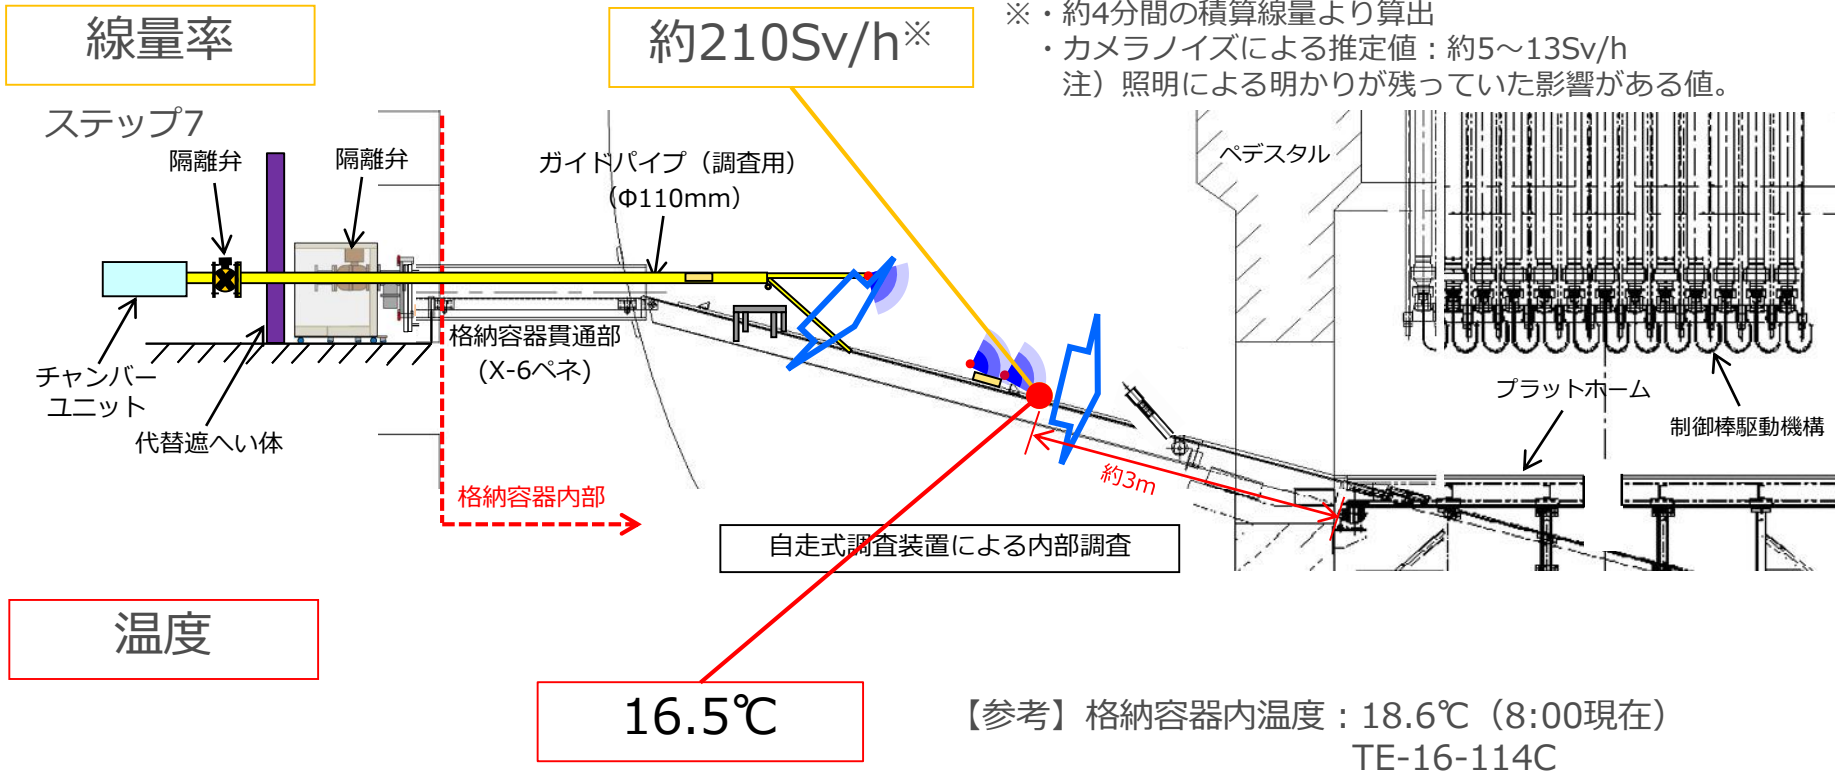 線量率
約210Sv/h※
※・約4分間の積算線量より算出
・カメラノイズによる推定値：約5～13Sv/h
注）照明による明かりが残っていた影響がある値。
ステップ7
隔離弁
隔離弁
ガイドパイプ（調査用）
（Φ110mm）
ペデスタル
格納容器貫通部
(X-6ペネ)
チャンバー
ユニット
代替遮へい体
プラットホーム
制御棒駆動機構
約3m
格納容器内部
自走式調査装置による内部調査
温度
16.5℃
【参考】格納容器内温度：18.6℃（8:00現在）
TE-16-114C